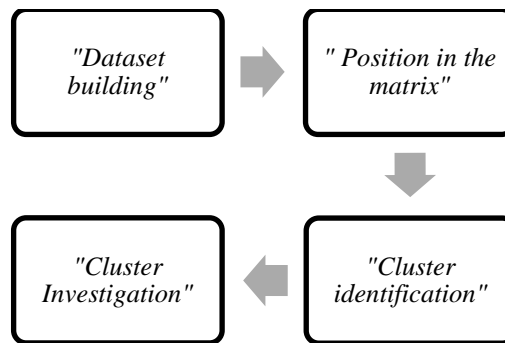 "Dataset
building"
" Position in the
matrix"
"Cluster
identification"
"Cluster
Investigation"